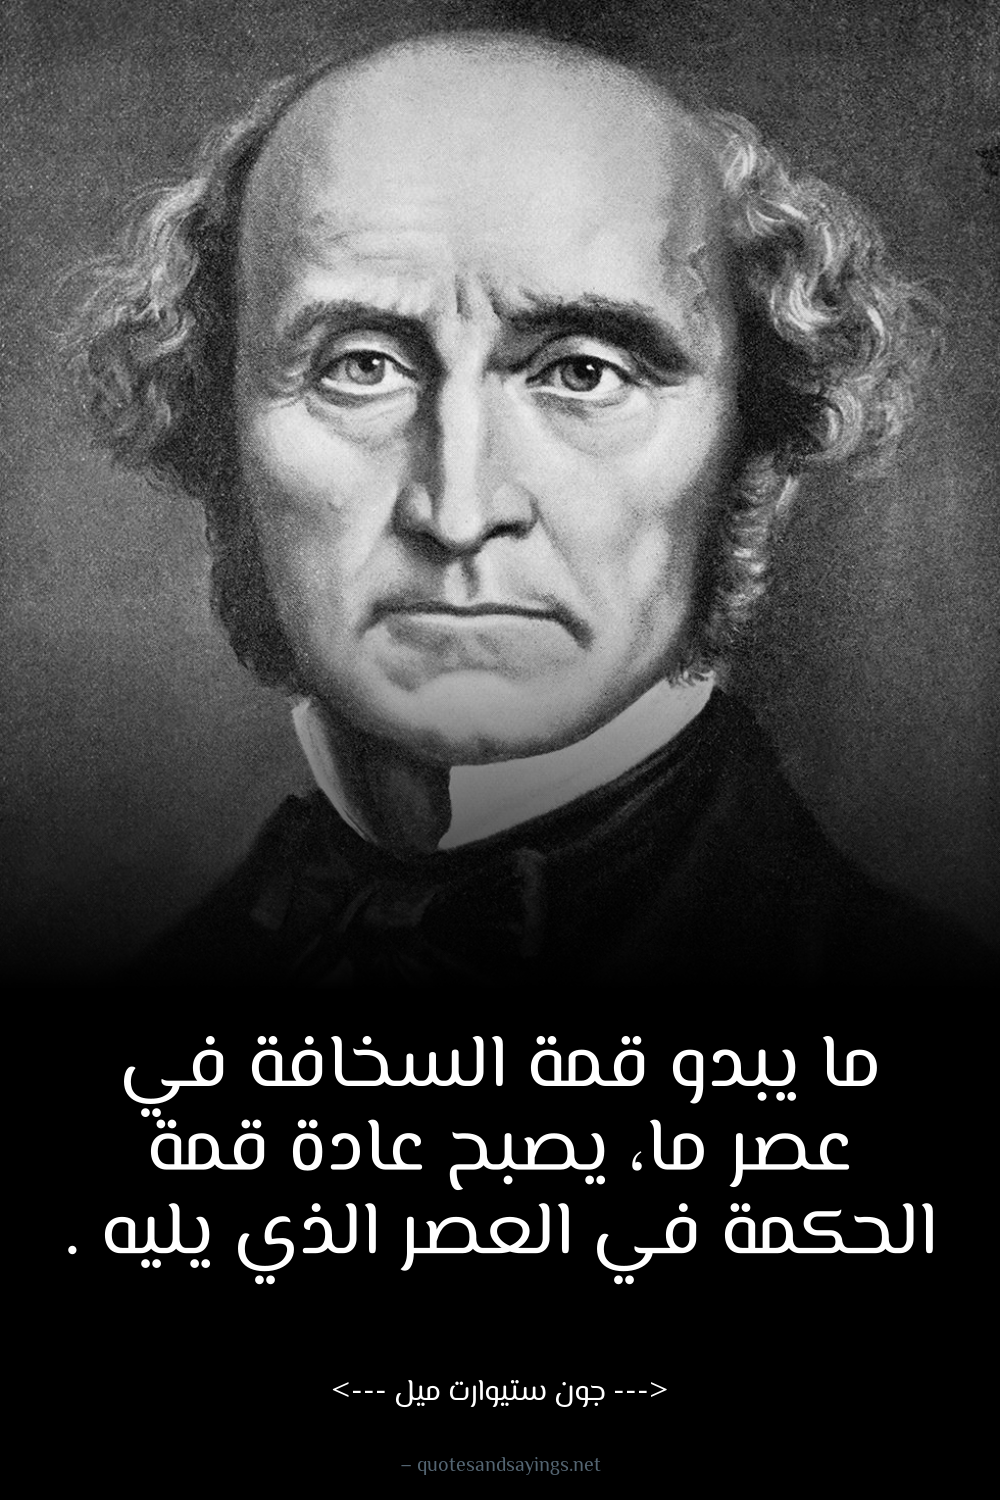 ما يبدو قمة السخافة في
عصر ما، يصبح عادة قمة
الحكمة في العصر الذي يليه .
<--- جون ستيوارت ميل --->
– quotesandsayings.net